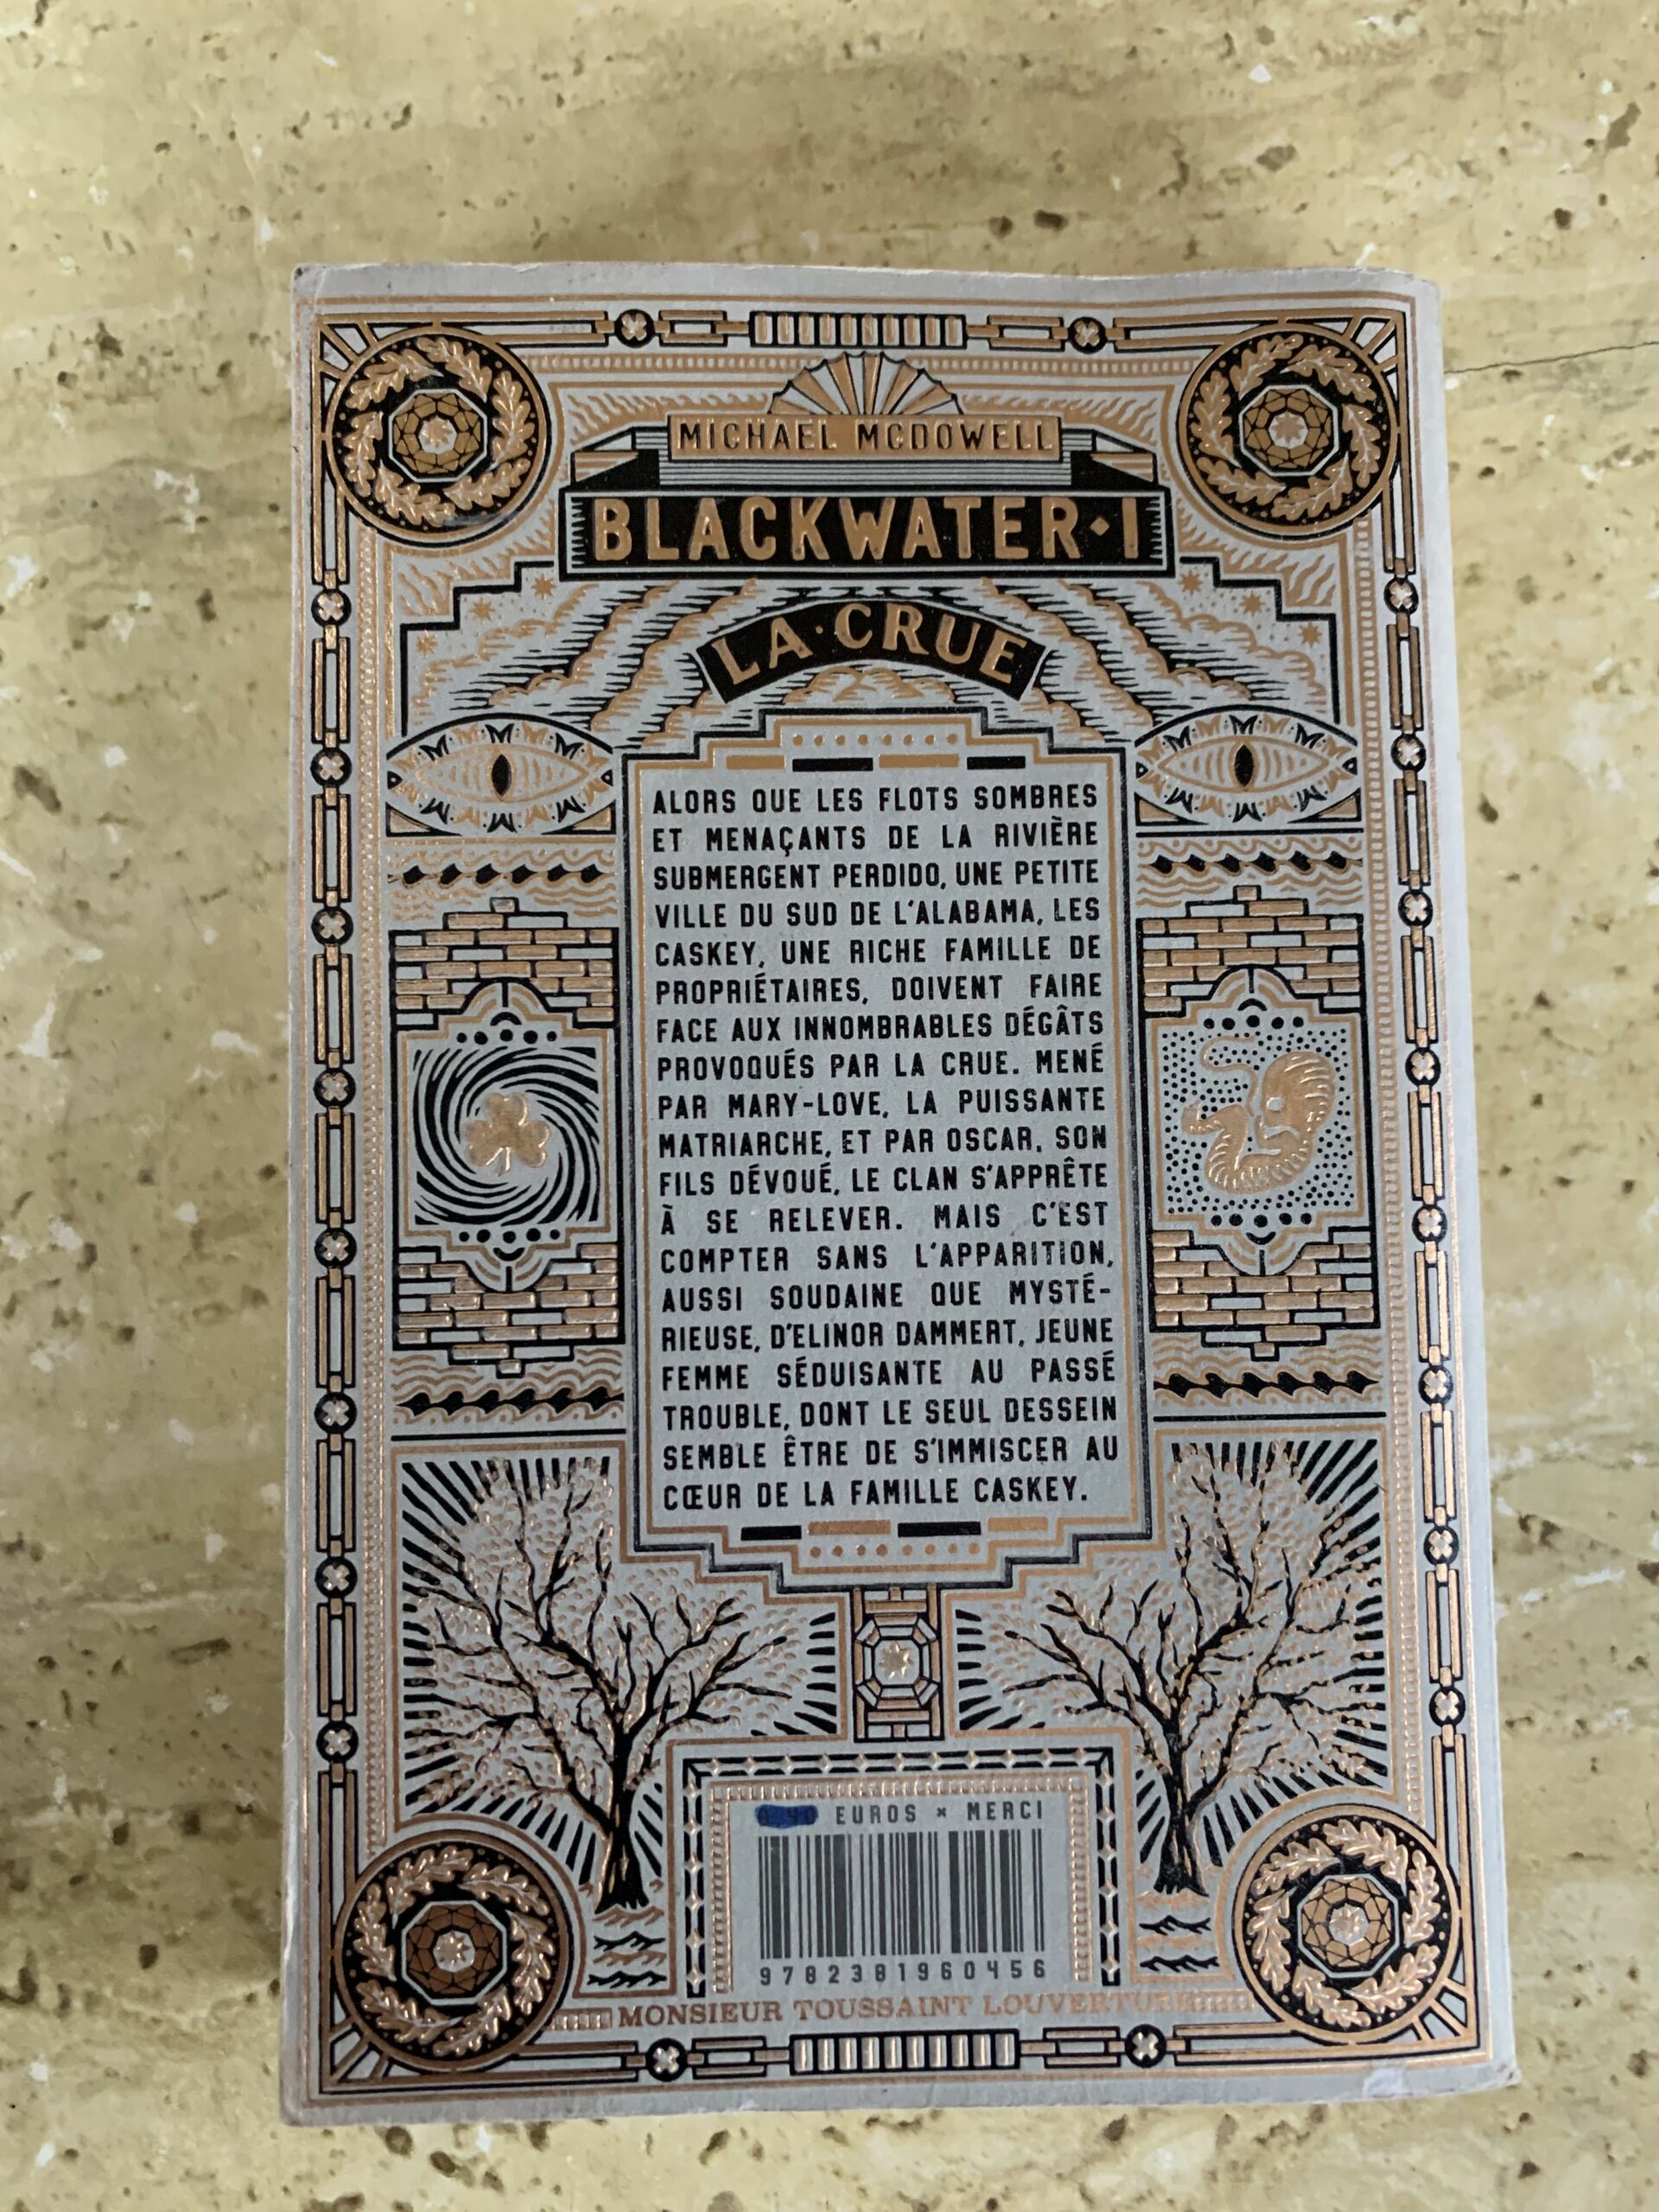 MICHAEL MCDOWELL
BLACKWATER·I
LA·CRUE
ALORS QUE LES FLOTS SOMBRES
ET MENAÇANTS DE LA RIVIÈRE
SUBMERGENT PERDIDO, UNE PETITE
VILLE DU SUD DE L'ALABAMA, LES
CASKEY, UNE RICHE FAMILLE DE
PROPRIÉTAIRES, DOIVENT FAIRE
FACE AUX INNOMBRABLES DÉGÂTS
PROVOQUÉS PAR LA CRUE. MENÉ
PAR MARY-LOVE, LA PUISSANTE
MATRIARCHE, ET PAR OSCAR, SON
FILS DÉVOUÉ, LE CLAN S'APPRÊTE
À SE RELEVER. MAIS C'EST
COMPTER SANS L'APPARITION,
AUSSI SOUDAINE QUE MYSTÉ-
RIEUSE, D'ELINOR DAMMERT, JEUNE
FEMME SÉDUISANTE AU PASSÉ
TROUBLE, DONT LE SEUL DESSEIN
SEMBLE ÊTRE DE S'IMMISCER AU
CŒUR DE LA FAMILLE CASKEY.
EUROS × MERCI
9782381960456
MONSIEUR TOUSSAINT LOUVERTURE